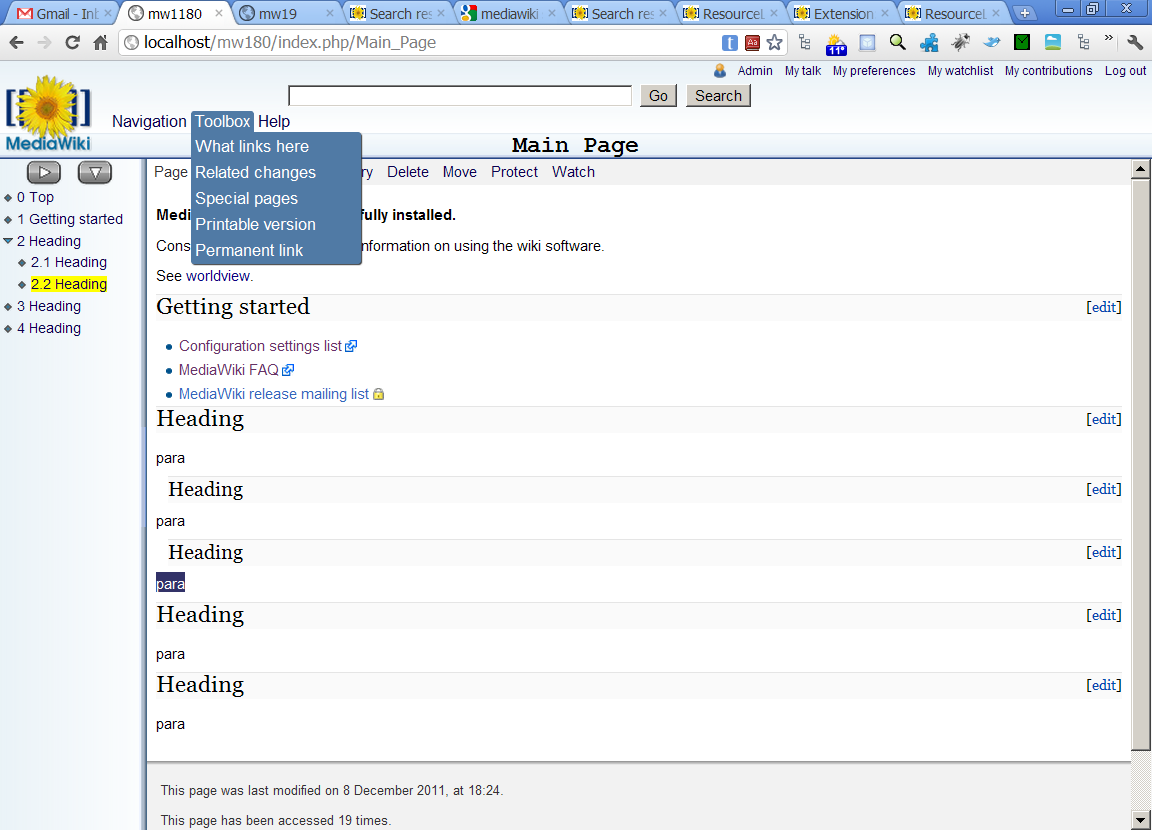 Gmail - Inb mw1180 mw19 Search res mediawiki Search res ResourceL Extension ResourceL
localhost/mw180/index.php/Main_Page t Aa 11°
Admin My talk My preferences My watchlist My contributions Log out
Go Search
Navigation Toolbox Help
MediaWiki
Main Page
What links here
Related changes
Special pages
Printable version
Permanent link
0 Top
1 Getting started
2 Heading
2.1 Heading
2.2 Heading
3 Heading
4 Heading
Page ry Delete Move Protect Watch
Medi fully installed.
Cons nformation on using the wiki software.
See worldview.
Getting started [edit]
Configuration settings list
MediaWiki FAQ
MediaWiki release mailing list
Heading [edit]
para
Heading [edit]
para
Heading [edit]
para
Heading [edit]
para
Heading [edit]
para
This page was last modified on 8 December 2011, at 18:24.
This page has been accessed 19 times.